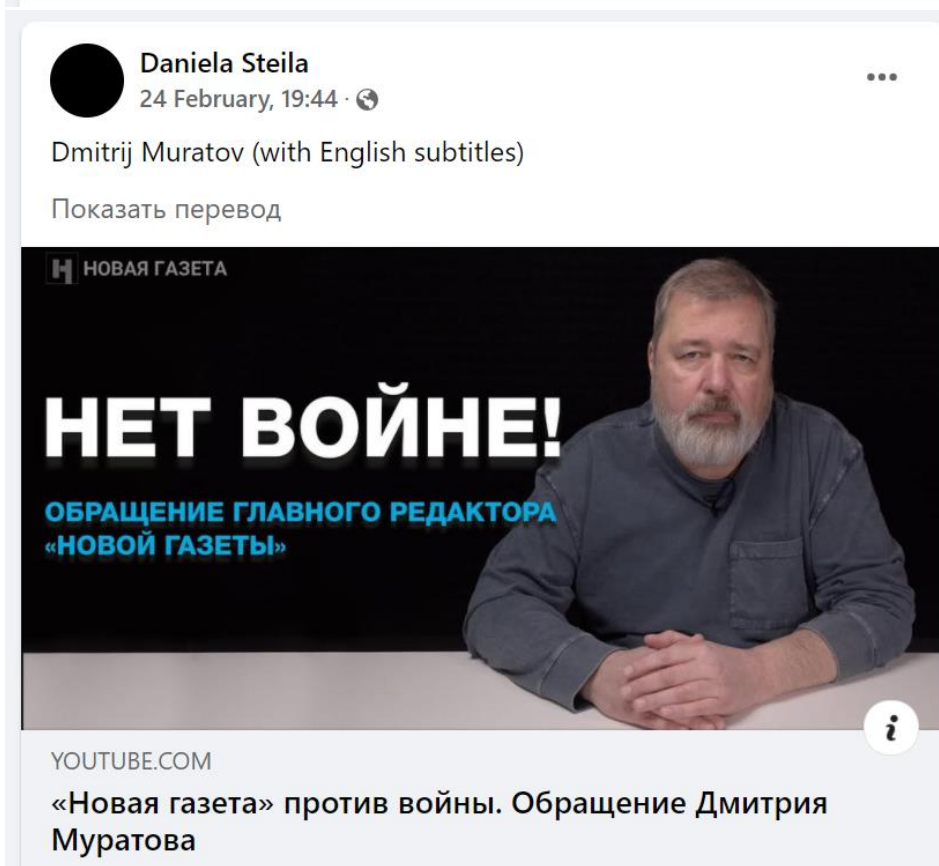 Daniela Steila
24 February, 19:44 ·
Dmitrij Muratov (with English subtitles)
Показать перевод
НОВАЯ ГАЗЕТА
НЕТ ВОЙНЕ!
ОБРАЩЕНИЕ ГЛАВНОГО РЕДАКТОРА
«НОВОЙ ГАЗЕТЫ»
YOUTUBE.COM
«Новая газета» против войны. Обращение Дмитрия
Муратова